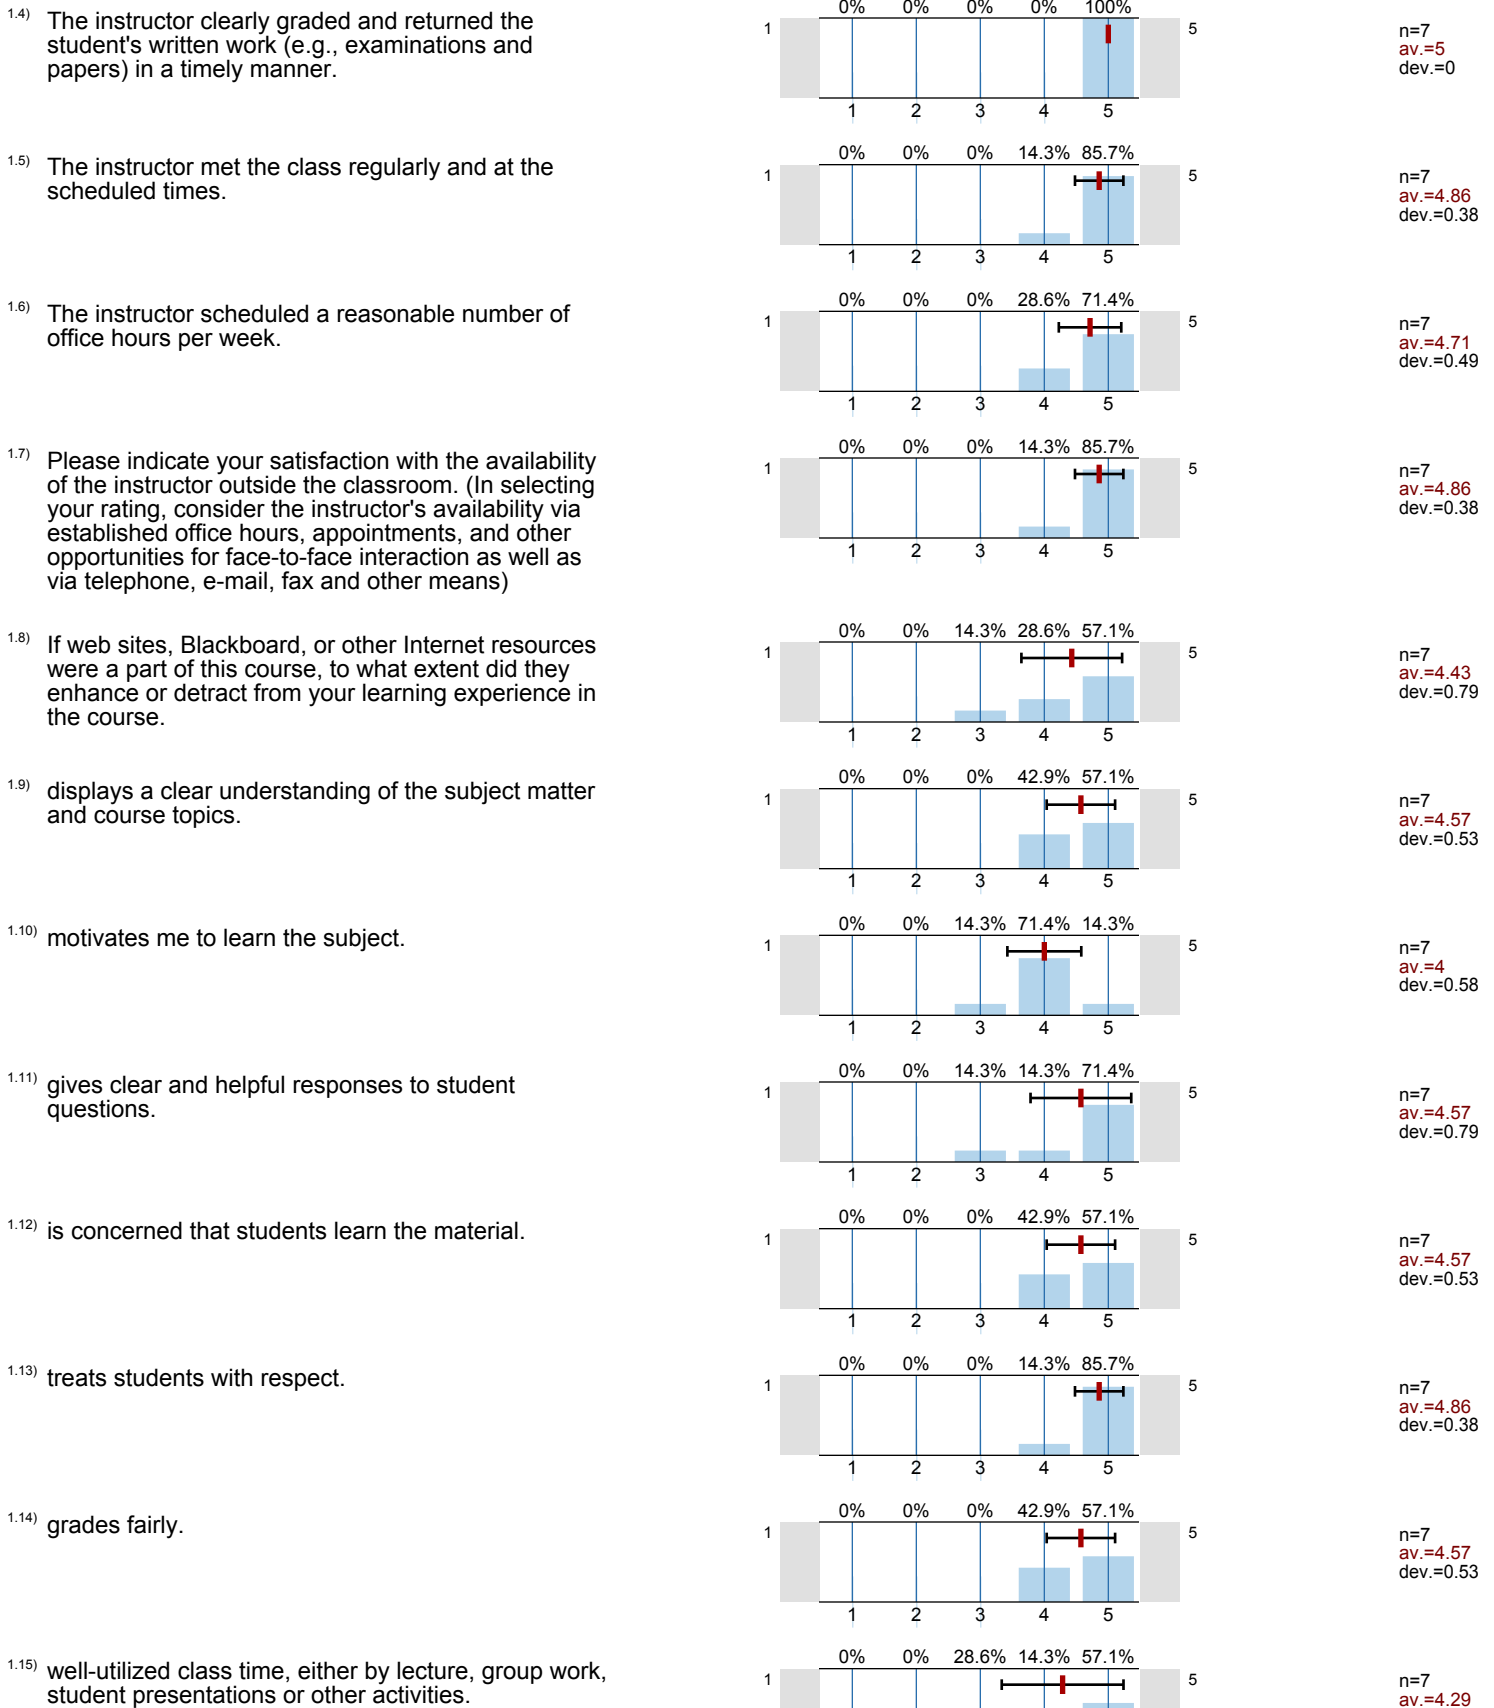 1.4) The instructor clearly graded and returned the
student's written work (e.g., examinations and
papers) in a timely manner.
0% 0% 0% 0% 100%
1 5
1 2 3 4 5
n=7
av.=5
dev.=0
1.5) The instructor met the class regularly and at the
scheduled times.
0% 0% 0% 14.3% 85.7%
1 5
1 2 3 4 5
n=7
av.=4.86
dev.=0.38
1.6) The instructor scheduled a reasonable number of
office hours per week.
0% 0% 0% 28.6% 71.4%
1 5
1 2 3 4 5
n=7
av.=4.71
dev.=0.49
1.7) Please indicate your satisfaction with the availability
of the instructor outside the classroom. (In selecting
your rating, consider the instructor's availability via
established office hours, appointments, and other
opportunities for face-to-face interaction as well as
via telephone, e-mail, fax and other means)
0% 0% 0% 14.3% 85.7%
1 5
1 2 3 4 5
n=7
av.=4.86
dev.=0.38
1.8) If web sites, Blackboard, or other Internet resources
were a part of this course, to what extent did they
enhance or detract from your learning experience in
the course.
0% 0% 14.3% 28.6% 57.1%
1 5
1 2 3 4 5
n=7
av.=4.43
dev.=0.79
1.9) displays a clear understanding of the subject matter
and course topics.
0% 0% 0% 42.9% 57.1%
1 5
1 2 3 4 5
n=7
av.=4.57
dev.=0.53
1.10) motivates me to learn the subject.
0% 0% 14.3% 71.4% 14.3%
1 5
1 2 3 4 5
n=7
av.=4
dev.=0.58
1.11) gives clear and helpful responses to student
questions.
0% 0% 14.3% 14.3% 71.4%
1 5
1 2 3 4 5
n=7
av.=4.57
dev.=0.79
1.12) is concerned that students learn the material.
0% 0% 0% 42.9% 57.1%
1 5
1 2 3 4 5
n=7
av.=4.57
dev.=0.53
1.13) treats students with respect.
0% 0% 0% 14.3% 85.7%
1 5
1 2 3 4 5
n=7
av.=4.86
dev.=0.38
1.14) grades fairly.
0% 0% 0% 42.9% 57.1%
1 5
1 2 3 4 5
n=7
av.=4.57
dev.=0.53
1.15) well-utilized class time, either by lecture, group work,
student presentations or other activities.
0% 0% 28.6% 14.3% 57.1%
1 5
n=7
av.=4.29